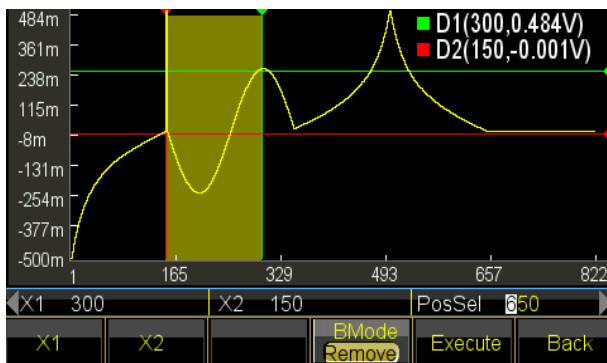 484m
D1(300,0.484V)
361m
D2(150,-0.001V)
238m
115m
-8m
-131m
-254m
-377m
-500m
1 165 329 493 657 822
X1 300 X2 150 PosSel 650
X1 X2 BMode Remove Execute Back